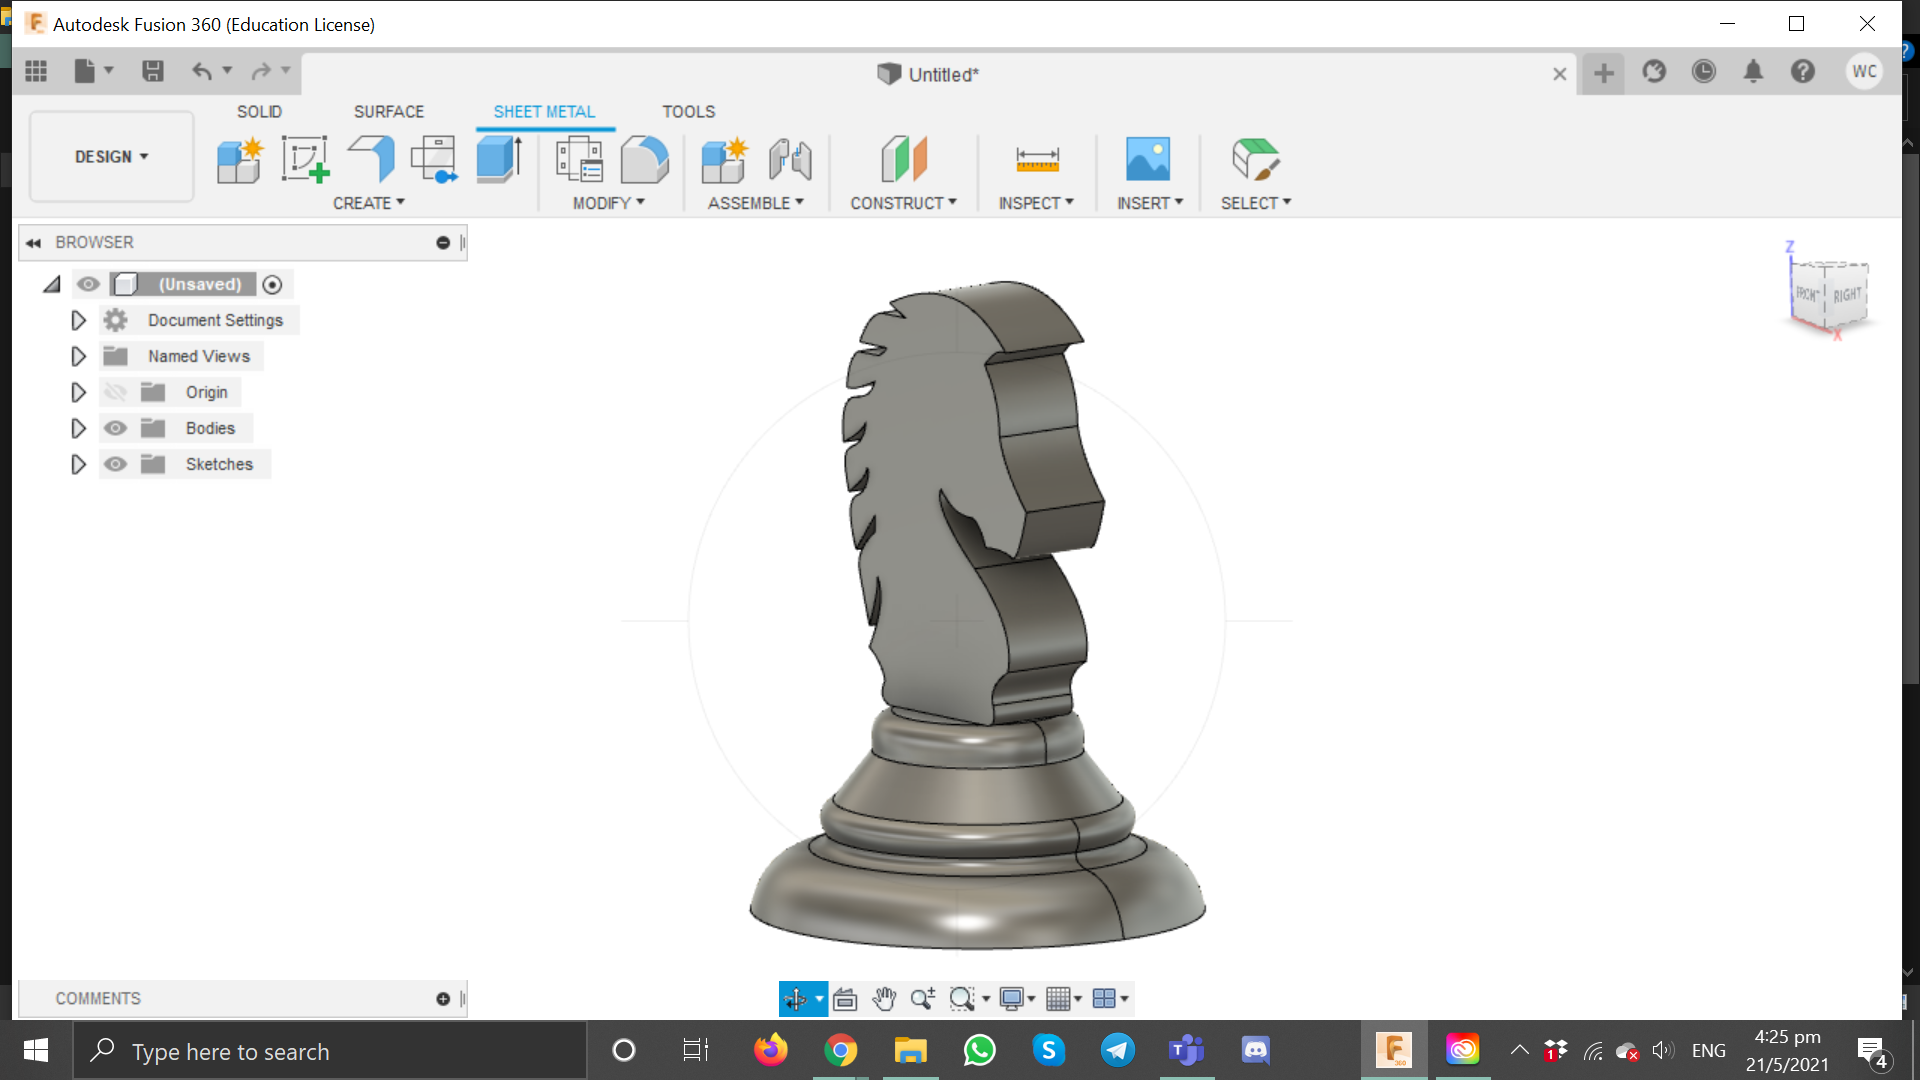 Autodesk Fusion 360 (Education License)
Untitled*
WC
SOLID SURFACE SHEET METAL TOOLS
DESIGN
CREATE MODIFY ASSEMBLE CONSTRUCT INSPECT INSERT SELECT
BROWSER
(Unsaved)
Document Settings
Named Views
Origin
Bodies
Sketches
Z
FRONT RIGHT
X
COMMENTS
Type here to search
ENG
4:25 pm
21/5/2021
4
1
F
360